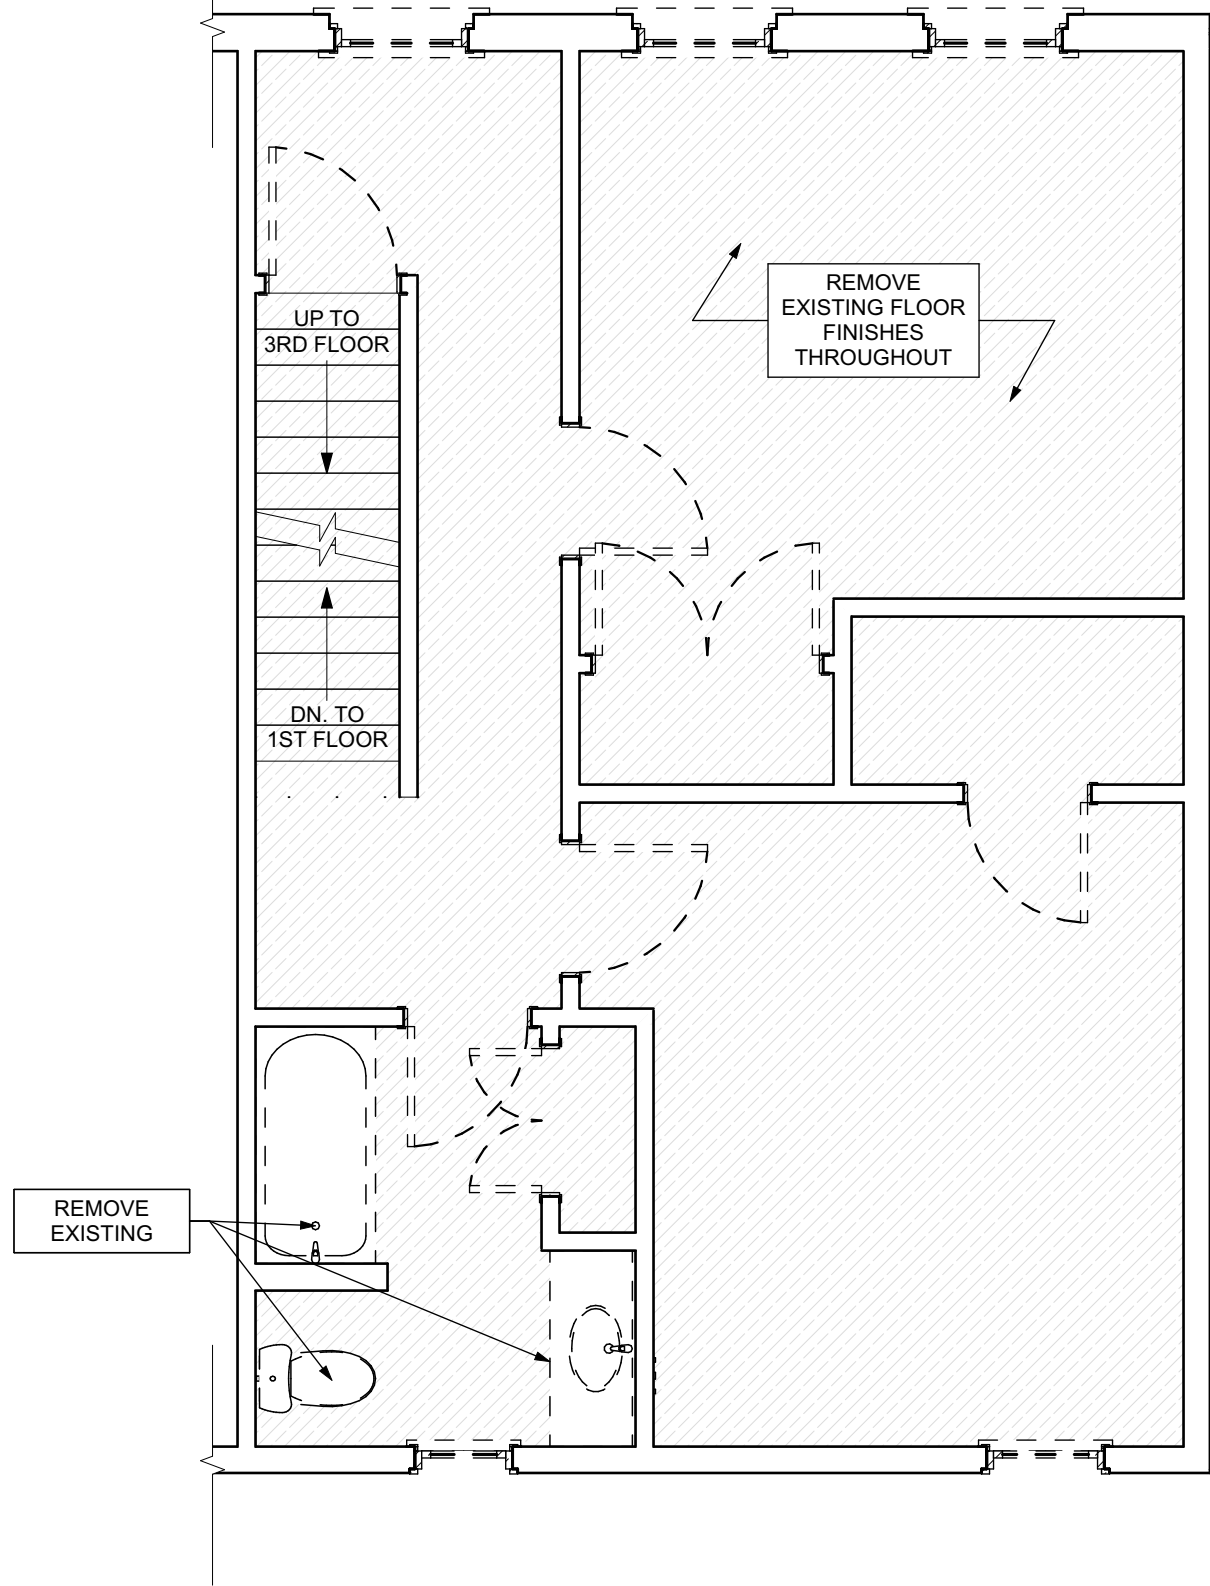 REMOVE
EXISTING FLOOR
FINISHES
THROUGHOUT
UP TO
3RD FLOOR
DN. TO
1ST FLOOR
REMOVE
EXISTING